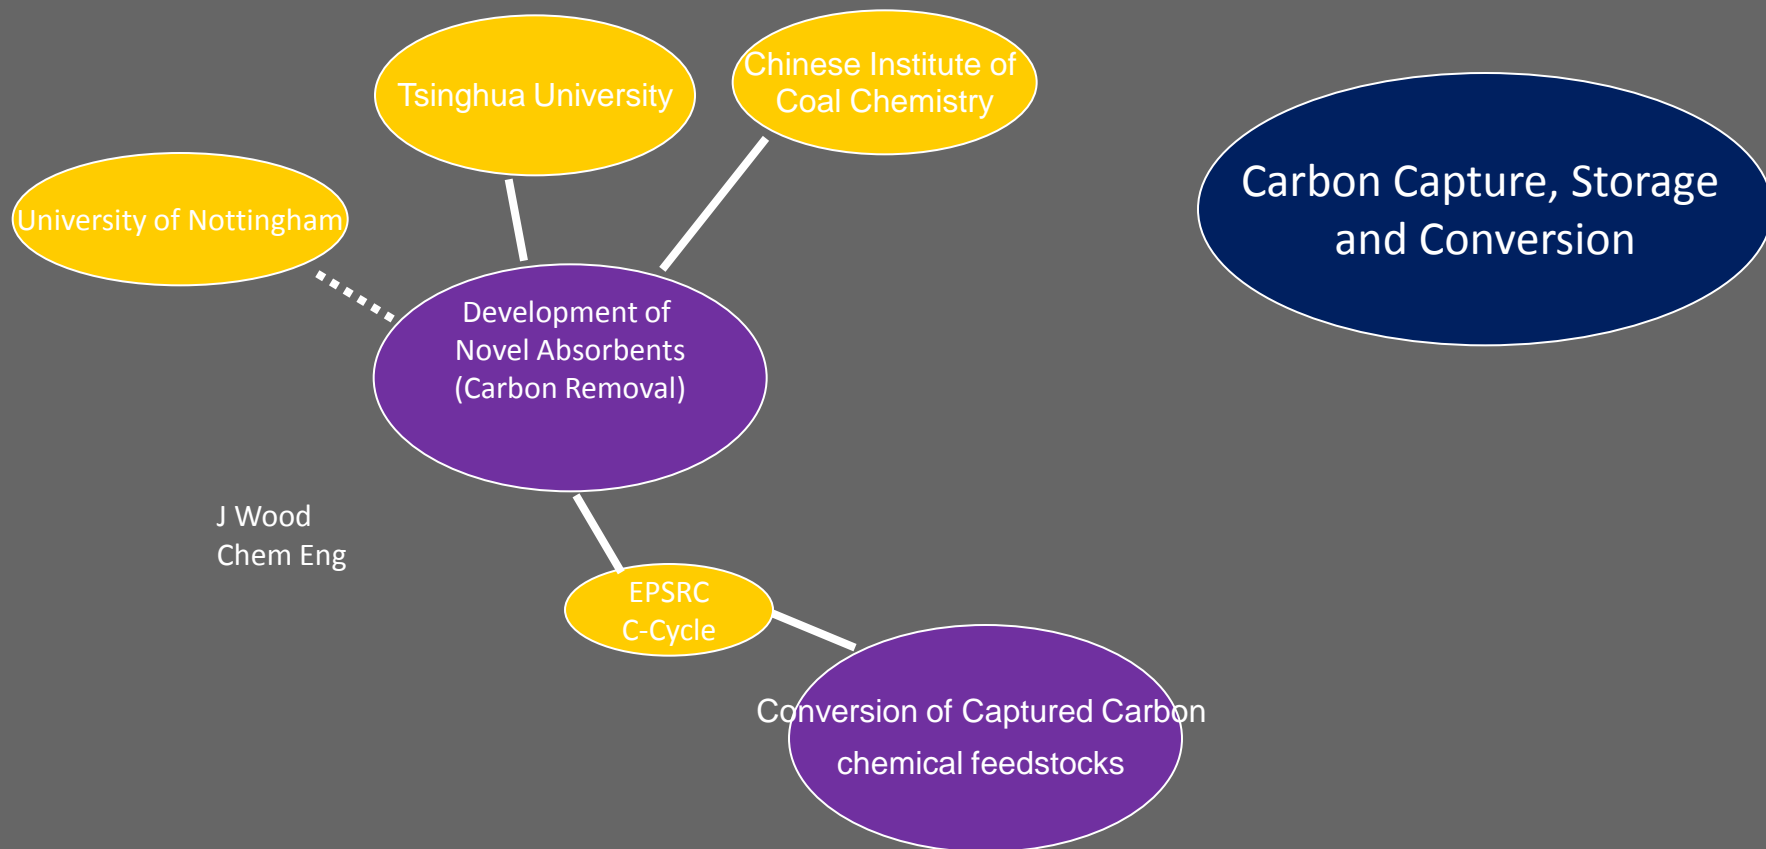 Tsinghua University
Chinese Institute of
Coal Chemistry
University of Nottingham
Carbon Capture, Storage
and Conversion
Development of
Novel Absorbents
(Carbon Removal)
J Wood
Chem Eng
EPSRC
C-Cycle
Conversion of Captured Carbon
chemical feedstocks